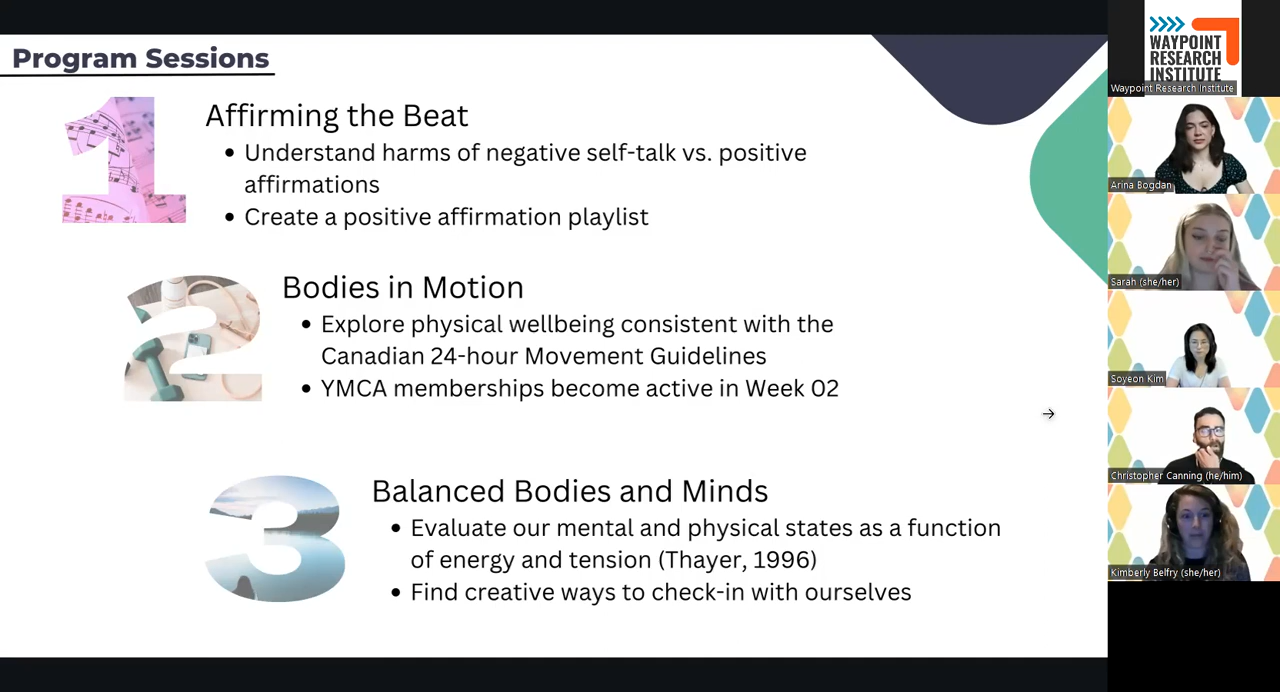 Program Sessions
1
Affirming the Beat
• Understand harms of negative self-talk vs. positive
affirmations
• Create a positive affirmation playlist
2
Bodies in Motion
• Explore physical wellbeing consistent with the
Canadian 24-hour Movement Guidelines
• YMCA memberships become active in Week 02
3
Balanced Bodies and Minds
• Evaluate our mental and physical states as a function
of energy and tension (Thayer, 1996)
• Find creative ways to check-in with ourselves
WAYPOINT
RESEARCH
INSTITUTE
Waypoint Research Institute
Arina Bogdan
Sarah (she/her)
Soyeon Kim
Christopher Canning (he/him)
Kimberly Belfry (she/her)